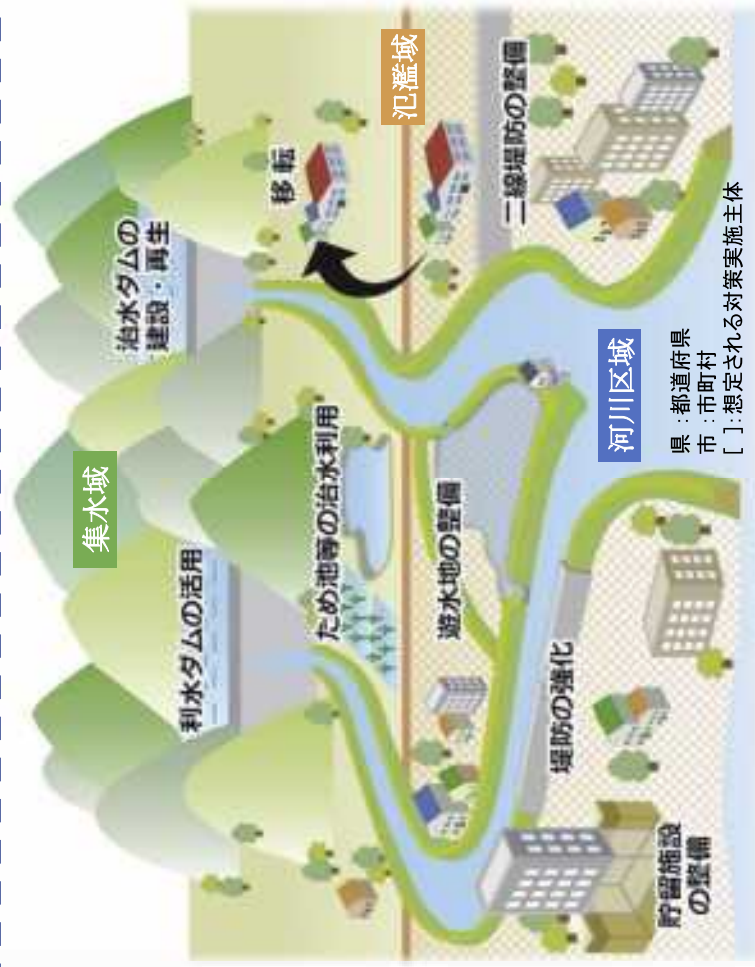 集水域
治水ダムの
建設・再生
利水ダムの活用
ため池等の治水利用
移転
氾濫域
遊水地の整備
二線堤防の整備
堤防の強化
河川区域
貯留施設
の整備
県：都道府県
市：市町村
[ ]：想定される対策実施主体